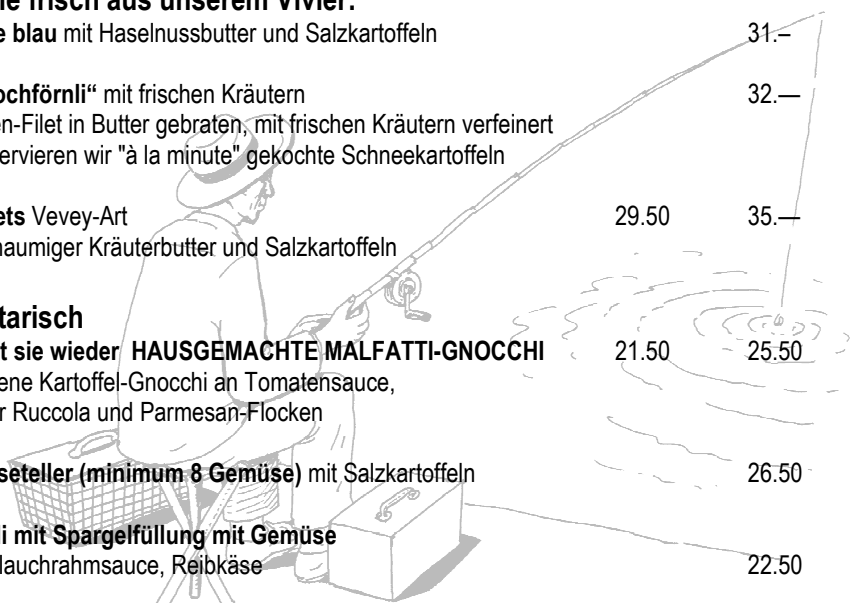 frisch aus unserem Vivier:
blau mit Haselnussbutter und Salzkartoffeln 31.–
ochförnli“ mit frischen Kräutern 32.—
en-Filet in Butter gebraten, mit frischen Kräutern verfeinert
ervieren wir "à la minute" gekochte Schneekartoffeln
ets Vevey-Art 29.50 35.—
haumiger Kräuterbutter und Salzkartoffeln
tarisch
t sie wieder HAUSGEMACHTE MALFATTI-GNOCCHI 21.50 25.50
ene Kartoffel-Gnocchi an Tomatensauce,
r Ruccola und Parmesan-Flocken
seteller (minimum 8 Gemüse) mit Salzkartoffeln 26.50
li mit Spargelfüllung mit Gemüse
lauchrahmsauce, Reibkäse 22.50